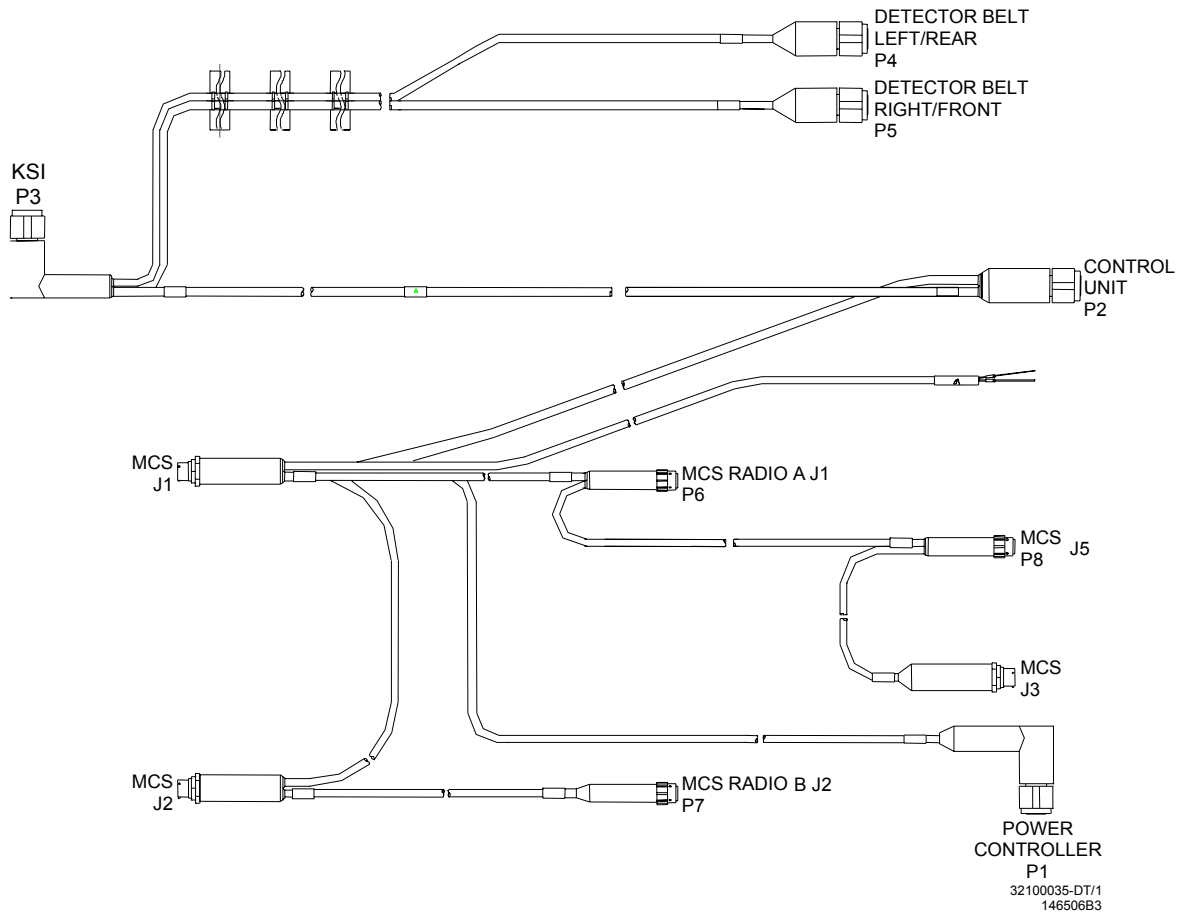 DETECTOR BELT
LEFT/REAR
P4
DETECTOR BELT
RIGHT/FRONT
P5
KSI
P3
CONTROL
UNIT
P2
A
A
MCS
J1
MCS RADIO A J1
P6
MCS J5
P8
MCS
J3
MCS
J2
MCS RADIO B J2
P7
POWER
CONTROLLER
P1
32100035-DT/1
146506B3